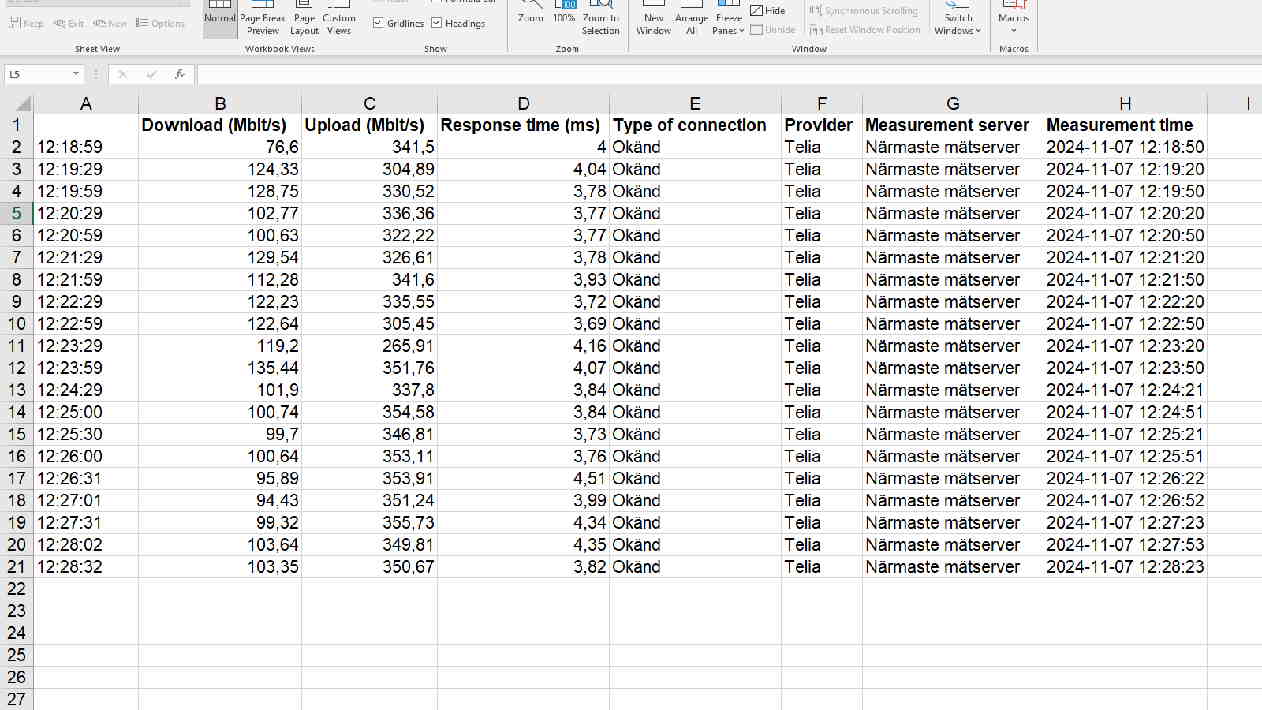 Keep Exit New Options
Normal Page Break Preview Page Layout Custom Views
Gridlines Headings
Zoom 100% Zoom to Selection
New Window Arrange All Freeze Panes Hide Unhide
Synchronous Scrolling
Reset Window Position
Switch Windows Macros
Sheet View Workbook Views Show Zoom Window Macros
L5 fx
A B C D E F G H I
1 Download (Mbit/s) Upload (Mbit/s) Response time (ms) Type of connection Provider Measurement server Measurement time
2 12:18:59 76,6 341,5 4 Okänd Telia Närmaste mätserver 2024-11-07 12:18:50
3 12:19:29 124,33 304,89 4,04 Okänd Telia Närmaste mätserver 2024-11-07 12:19:20
4 12:19:59 128,75 330,52 3,78 Okänd Telia Närmaste mätserver 2024-11-07 12:19:50
5 12:20:29 102,77 336,36 3,77 Okänd Telia Närmaste mätserver 2024-11-07 12:20:20
6 12:20:59 100,63 322,22 3,77 Okänd Telia Närmaste mätserver 2024-11-07 12:20:50
7 12:21:29 129,54 326,61 3,78 Okänd Telia Närmaste mätserver 2024-11-07 12:21:20
8 12:21:59 112,28 341,6 3,93 Okänd Telia Närmaste mätserver 2024-11-07 12:21:50
9 12:22:29 122,23 335,55 3,72 Okänd Telia Närmaste mätserver 2024-11-07 12:22:20
10 12:22:59 122,64 305,45 3,69 Okänd Telia Närmaste mätserver 2024-11-07 12:22:50
11 12:23:29 119,2 265,91 4,16 Okänd Telia Närmaste mätserver 2024-11-07 12:23:20
12 12:23:59 135,44 351,76 4,07 Okänd Telia Närmaste mätserver 2024-11-07 12:23:50
13 12:24:29 101,9 337,8 3,84 Okänd Telia Närmaste mätserver 2024-11-07 12:24:21
14 12:25:00 100,74 354,58 3,84 Okänd Telia Närmaste mätserver 2024-11-07 12:24:51
15 12:25:30 99,7 346,81 3,73 Okänd Telia Närmaste mätserver 2024-11-07 12:25:21
16 12:26:00 100,64 353,11 3,76 Okänd Telia Närmaste mätserver 2024-11-07 12:25:51
17 12:26:31 95,89 353,91 4,51 Okänd Telia Närmaste mätserver 2024-11-07 12:26:22
18 12:27:01 94,43 351,24 3,99 Okänd Telia Närmaste mätserver 2024-11-07 12:26:52
19 12:27:31 99,32 355,73 4,34 Okänd Telia Närmaste mätserver 2024-11-07 12:27:23
20 12:28:02 103,64 349,81 4,35 Okänd Telia Närmaste mätserver 2024-11-07 12:27:53
21 12:28:32 103,35 350,67 3,82 Okänd Telia Närmaste mätserver 2024-11-07 12:28:23
22
23
24
25
26
27